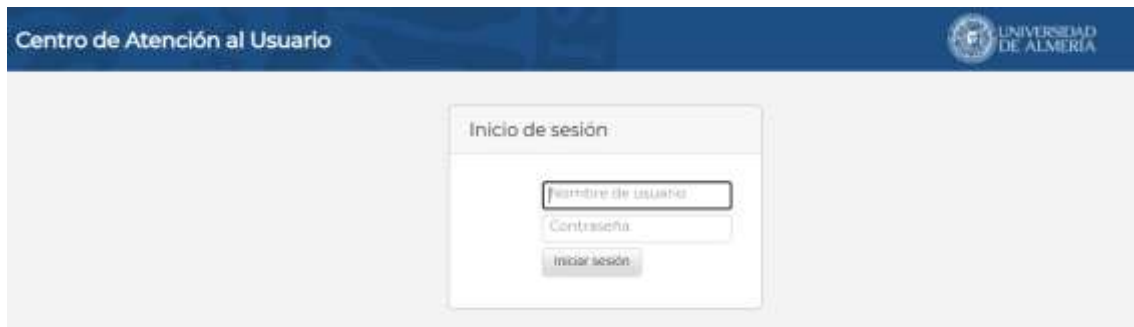 Centro de Atención al Usuario
UNIVERSIDAD
DE ALMERÍA
Inicio de sesión
Nombre de usuario
Contraseña
Iniciar sesión